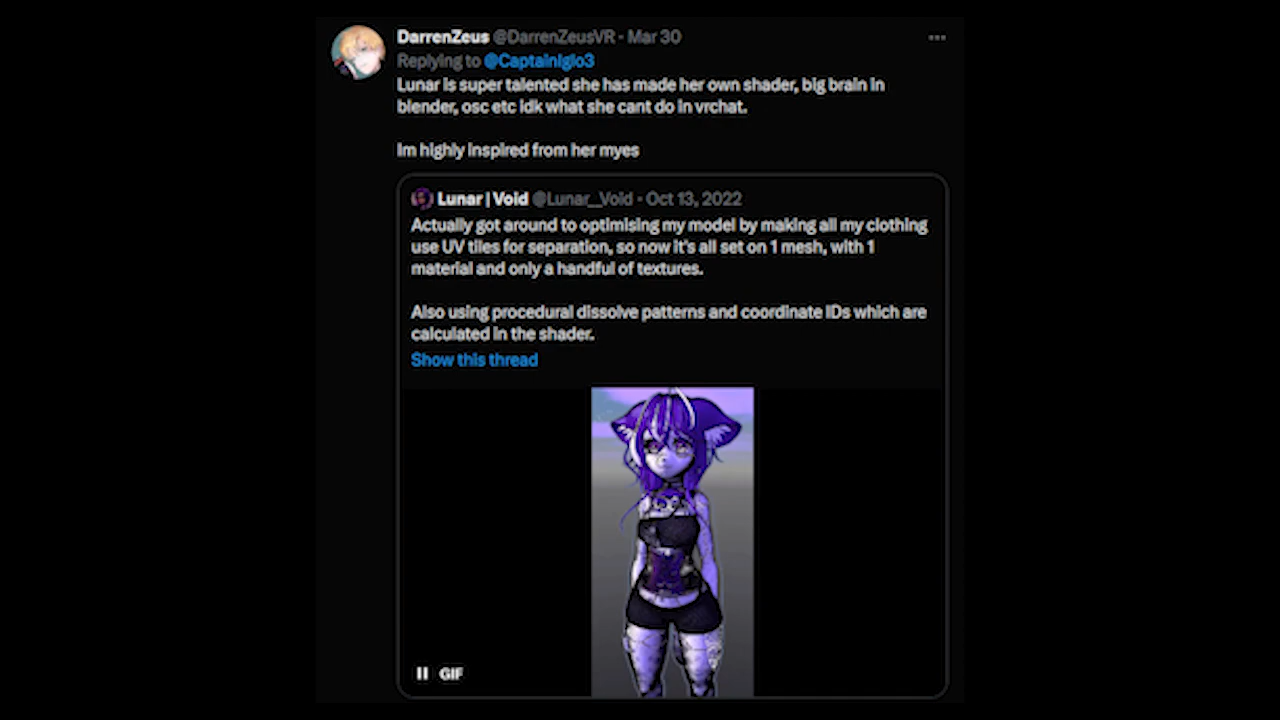 DarrenZeus @DarrenZeusVR · Mar 30
Replying to @CaptainIglo3
Lunar is super talented she has made her own shader, big brain in
blender, osc etc idk what she cant do in vrchat.
Im highly inspired from her myes
Lunar | Void @Lunar__Void · Oct 13, 2022
Actually got around to optimising my model by making all my clothing
use UV tiles for separation, so now it's all set on 1 mesh, with 1
material and only a handful of textures.
Also using procedural dissolve patterns and coordinate IDs which are
calculated in the shader.
Show this thread
GIF